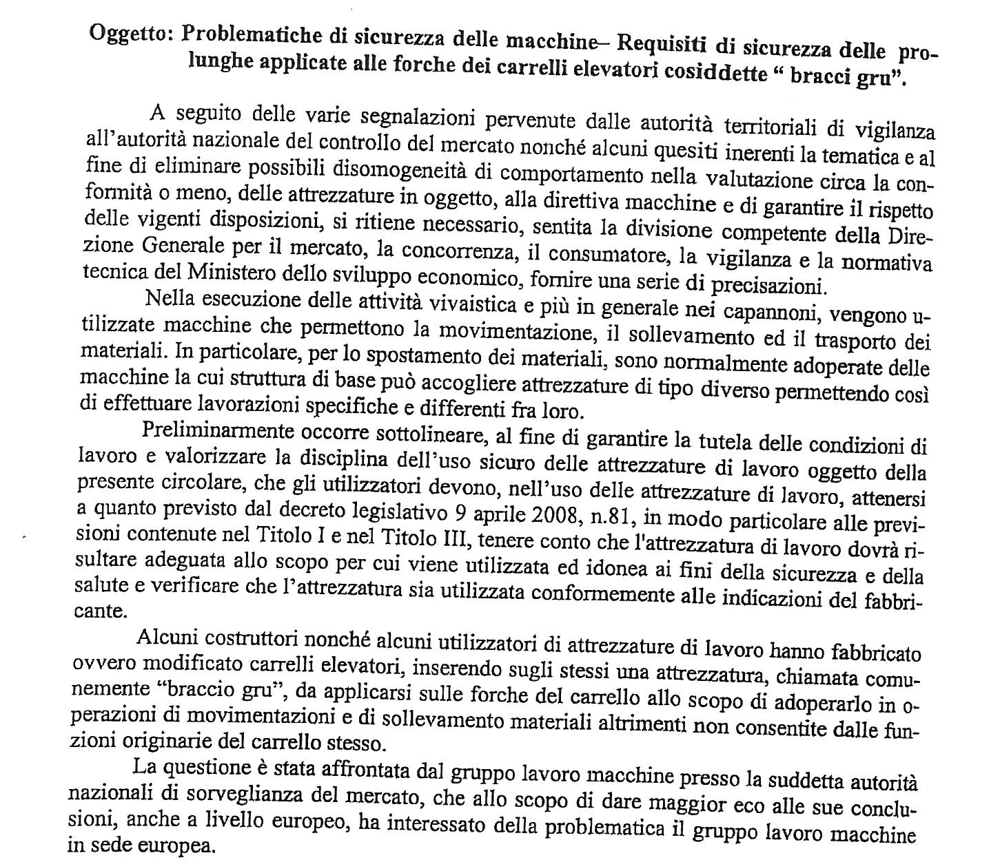 Oggetto: Problematiche di sicurezza delle macchine– Requisiti di sicurezza delle pro-
lunghe applicate alle forche dei carrelli elevatori cosiddette “ bracci gru”.
A seguito delle varie segnalazioni pervenute dalle autorità territoriali di vigilanza
all’autorità nazionale del controllo del mercato nonché alcuni quesiti inerenti la tematica e al
fine di eliminare possibili disomogeneità di comportamento nella valutazione circa la con-
formità o meno, delle attrezzature in oggetto, alla direttiva macchine e di garantire il rispetto
delle vigenti disposizioni, si ritiene necessario, sentita la divisione competente della Dire-
zione Generale per il mercato, la concorrenza, il consumatore, la vigilanza e la normativa
tecnica del Ministero dello sviluppo economico, fornire una serie di precisazioni.
Nella esecuzione delle attività vivaistica e più in generale nei capannoni, vengono u-
tilizzate macchine che permettono la movimentazione, il sollevamento ed il trasporto dei
materiali. In particolare, per lo spostamento dei materiali, sono normalmente adoperate delle
macchine la cui struttura di base può accogliere attrezzature di tipo diverso permettendo così
di effettuare lavorazioni specifiche e differenti fra loro.
Preliminarmente occorre sottolineare, al fine di garantire la tutela delle condizioni di
lavoro e valorizzare la disciplina dell’uso sicuro delle attrezzature di lavoro oggetto della
presente circolare, che gli utilizzatori devono, nell’uso delle attrezzature di lavoro, attenersi
a quanto previsto dal decreto legislativo 9 aprile 2008, n.81, in modo particolare alle previ-
sioni contenute nel Titolo I e nel Titolo III, tenere conto che l'attrezzatura di lavoro dovrà ri-
sultare adeguata allo scopo per cui viene utilizzata ed idonea ai fini della sicurezza e della
salute e verificare che l’attrezzatura sia utilizzata conformemente alle indicazioni del fabbri-
cante.
Alcuni costruttori nonché alcuni utilizzatori di attrezzature di lavoro hanno fabbricato
ovvero modificato carrelli elevatori, inserendo sugli stessi una attrezzatura, chiamata comu-
nemente “braccio gru”, da applicarsi sulle forche del carrello allo scopo di adoperarlo in o-
perazioni di movimentazioni e di sollevamento materiali altrimenti non consentite dalle fun-
zioni originarie del carrello stesso.
La questione è stata affrontata dal gruppo lavoro macchine presso la suddetta autorità
nazionali di sorveglianza del mercato, che allo scopo di dare maggior eco alle sue conclu-
sioni, anche a livello europeo, ha interessato della problematica il gruppo lavoro macchine
in sede europea.